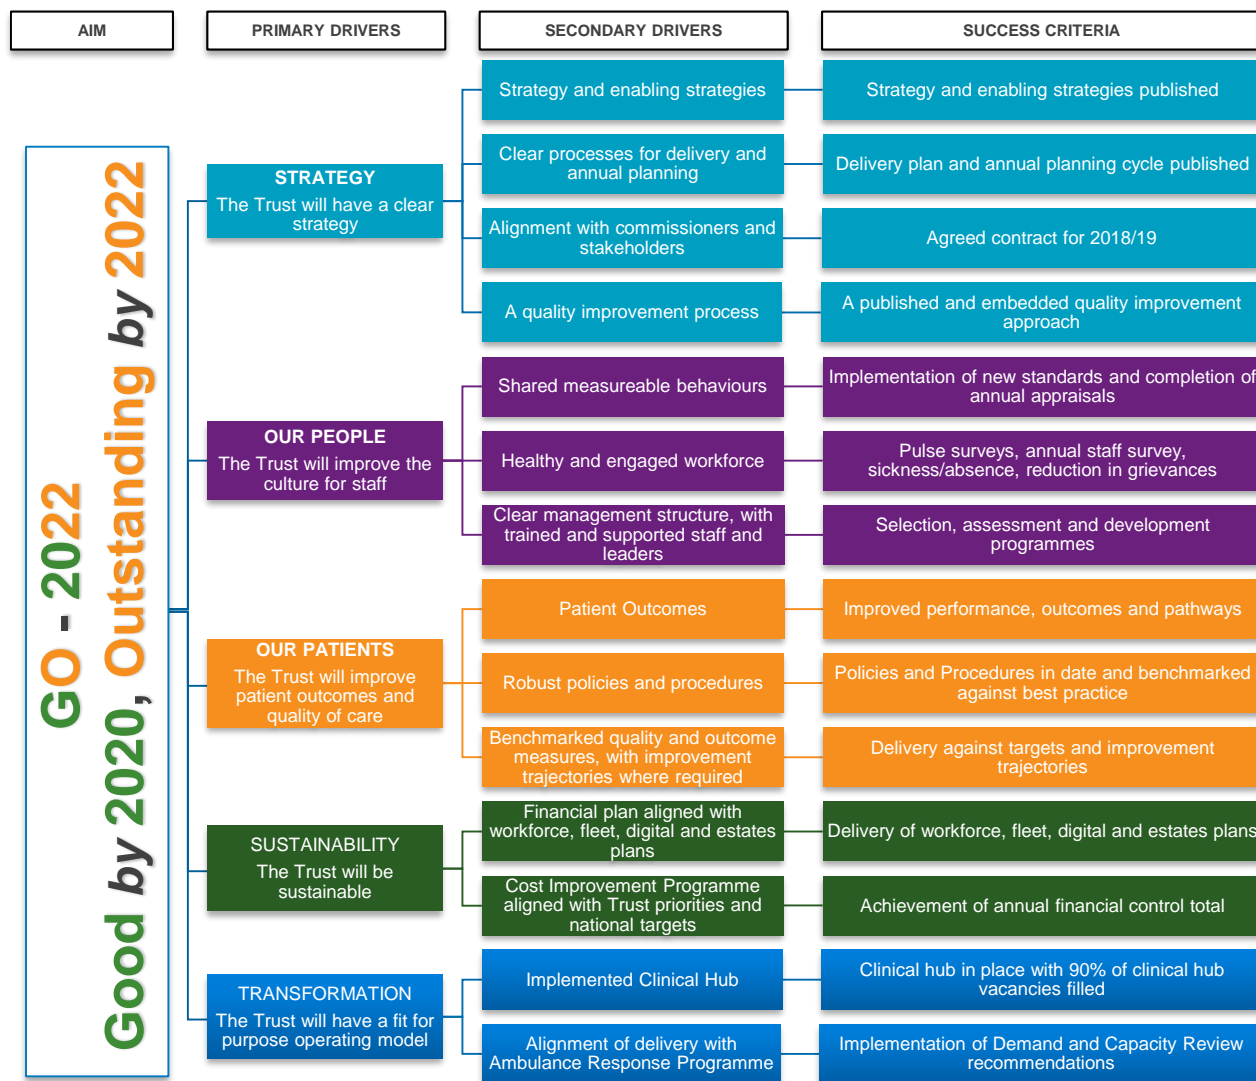 AIM
PRIMARY DRIVERS
SECONDARY DRIVERS
SUCCESS CRITERIA
GO - 2022
Good by 2020, Outstanding by 2022
STRATEGY
The Trust will have a clear
strategy
Strategy and enabling strategies
Strategy and enabling strategies published
Clear processes for delivery and
annual planning
Delivery plan and annual planning cycle published
Alignment with commissioners and
stakeholders
Agreed contract for 2018/19
A quality improvement process
A published and embedded quality improvement
approach
OUR PEOPLE
The Trust will improve the
culture for staff
Shared measureable behaviours
Implementation of new standards and completion of
annual appraisals
Healthy and engaged workforce
Pulse surveys, annual staff survey,
sickness/absence, reduction in grievances
Clear management structure, with
trained and supported staff and
leaders
Selection, assessment and development
programmes
OUR PATIENTS
The Trust will improve
patient outcomes and
quality of care
Patient Outcomes
Improved performance, outcomes and pathways
Robust policies and procedures
Policies and Procedures in date and benchmarked
against best practice
Benchmarked quality and outcome
measures, with improvement
trajectories where required
Delivery against targets and improvement
trajectories
SUSTAINABILITY
The Trust will be
sustainable
Financial plan aligned with
workforce, fleet, digital and estates
plans
Delivery of workforce, fleet, digital and estates plans
Cost Improvement Programme
aligned with Trust priorities and
national targets
Achievement of annual financial control total
TRANSFORMATION
The Trust will have a fit for
purpose operating model
Implemented Clinical Hub
Clinical hub in place with 90% of clinical hub
vacancies filled
Alignment of delivery with
Ambulance Response Programme
Implementation of Demand and Capacity Review
recommendations